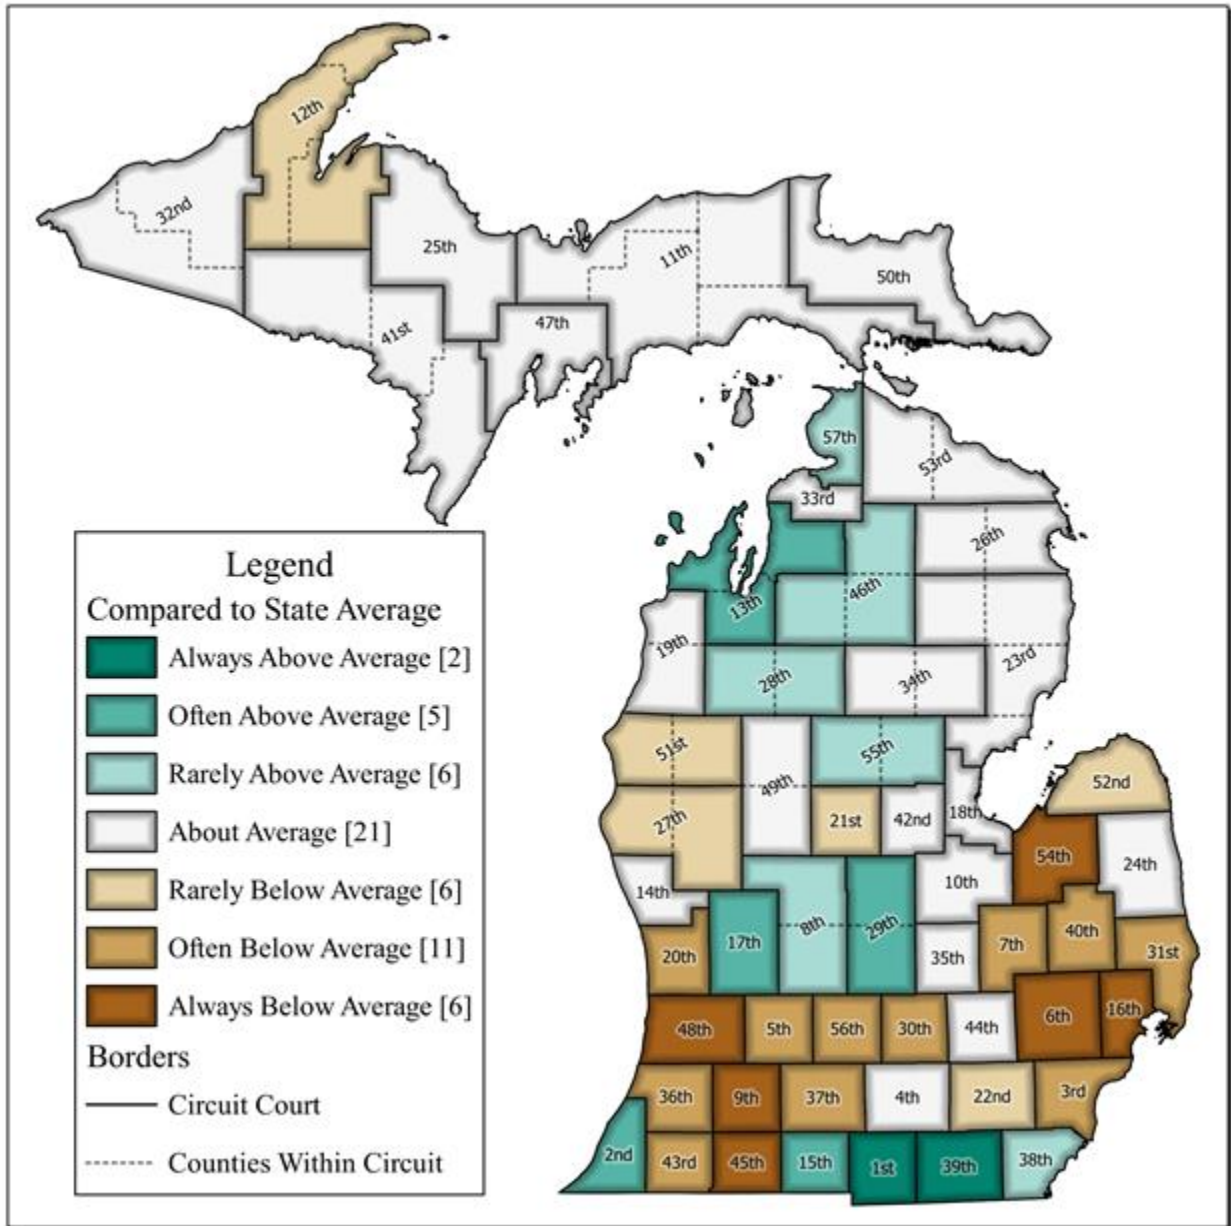 12th
32nd
25th
11th
50th
41st
47th
57th
53rd
33rd
26th
46th
13th
19th
23rd
28th
34th
Legend
Compared to State Average
Always Above Average [2]
Often Above Average [5]
Rarely Above Average [6]
About Average [21]
Rarely Below Average [6]
Often Below Average [11]
Always Below Average [6]
Borders
Circuit Court
Counties Within Circuit
51st
55th
49th
52nd
27th
21st
42nd
18th
54th
24th
14th
10th
20th
17th
8th
29th
35th
7th
40th
31st
48th
5th
56th
30th
44th
6th
16th
36th
9th
37th
4th
22nd
3rd
2nd
43rd
45th
15th
1st
39th
38th